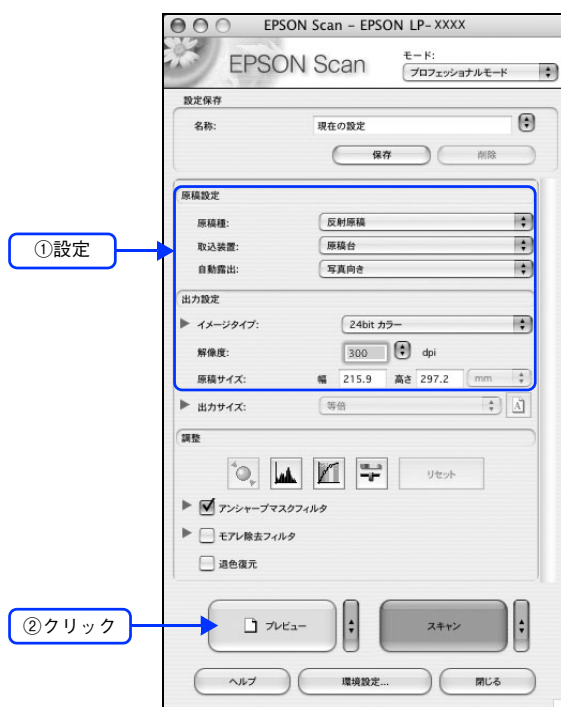 EPSON Scan - EPSON LP-XXXX
EPSON Scan
モード:
プロフェッショナルモード
設定保存
名称: 現在の設定
保存 削除
原稿設定
原稿種: 反射原稿
①設定
取込装置: 原稿台
自動露出: 写真向き
出力設定
イメージタイプ: 24bit カラー
解像度: 300 dpi
原稿サイズ: 幅 215.9 高さ 297.2 mm
出力サイズ: 等倍 A
調整
リセット
アンシャープマスクフィルタ
モアレ除去フィルタ
退色復元
②クリック
プレビュー スキャン
ヘルプ 環境設定... 閉じる